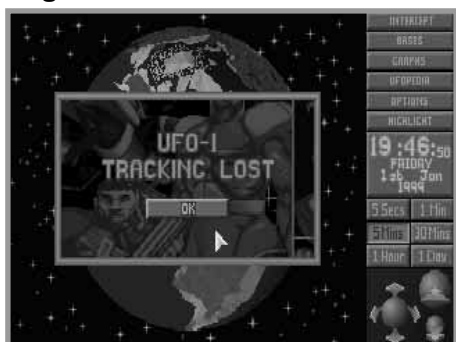 UFO-1
TRACKING LOST
OK
INTERCEPT
BASES
GRAPHS
UFOPEDIA
OPTIONS
19:46:50
FRIDAY
1st Jan
1999
5 Secs
1 Min
5 Mins
30 Mins
1 Hour
1 Day